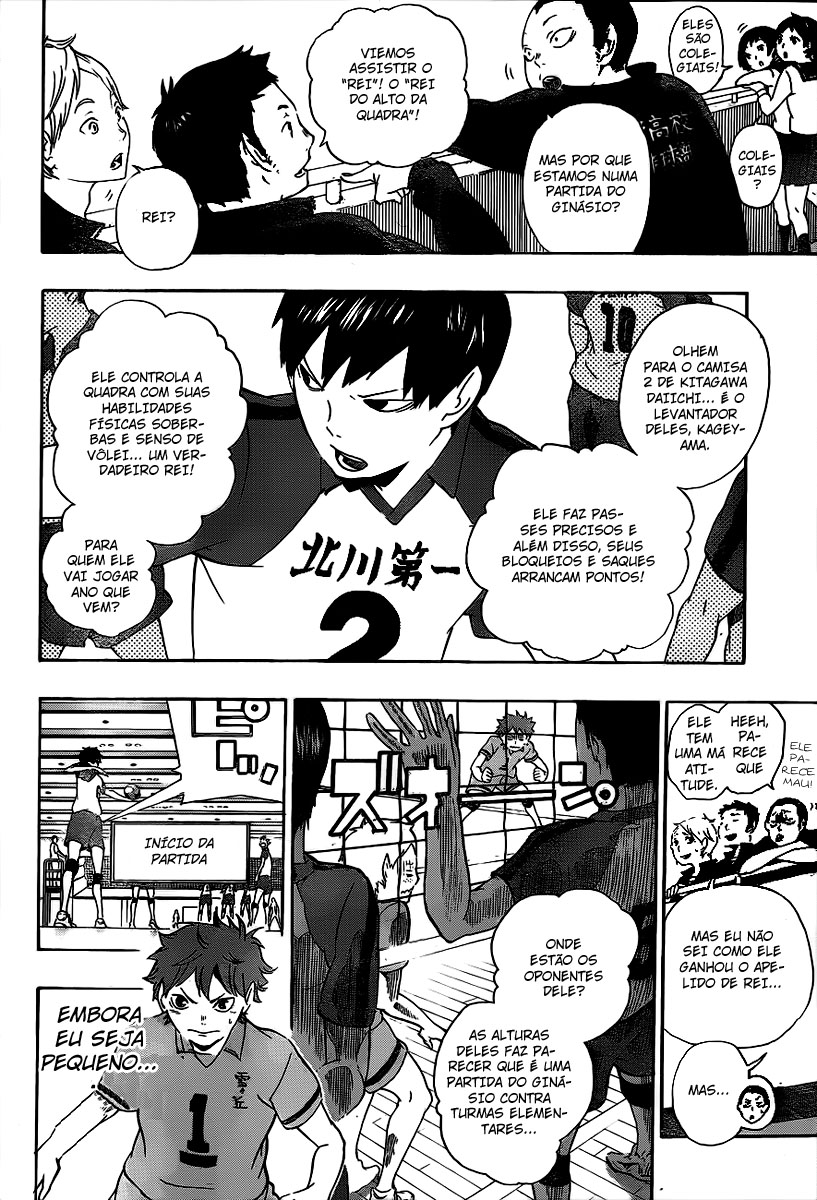 ELES
SÃO
COLE-
GIAIS!
COLE-
GIAIS
?
MAS POR QUE
ESTAMOS NUMA
PARTIDA DO
GINÁSIO?
VIEMOS
ASSISTIR O
"REI"! O "REI
DO ALTO DA
QUADRA"!
REI?
10
OLHEM
PARA O CAMISA
2 DE KITAGAWA
DAIICHI... É O
LEVANTADOR
DELES, KAGEY-
AMA.
ELE FAZ PAS-
SES PRECISOS E
ALÉM DISSO, SEUS
BLOQUEIOS E SAQUES
ARRANCAM PONTOS!
ELE CONTROLA A
QUADRA COM SUAS
HABILIDADES
FÍSICAS SOBER-
BAS E SENSO DE
VÔLEI... UM VER-
DADEIRO REI!
PARA
QUEM ELE
VAI JOGAR
ANO QUE
VEM?
北川第一
2
HEEH,
PA-
RECE
QUE
ELE
TEM
UMA MÁ
ATI-
TUDE.
ELE
PA-
RECE
MAU!
MAS EU NÃO
SEI COMO ELE
GANHOU O APE-
LIDO DE REI...
MAS...
ズオ
ONDE
ESTÃO OS
OPONENTES
DELE?
AS ALTURAS
DELES FAZ PA-
RECER QUE É UMA
PARTIDA DO GINÁ-
SIO CONTRA
TURMAS ELEMEN-
TARES...
ピ
INÍCIO DA
PARTIDA
EMBORA
EU SEJA
PEQUENO...
雪ヶ丘
1